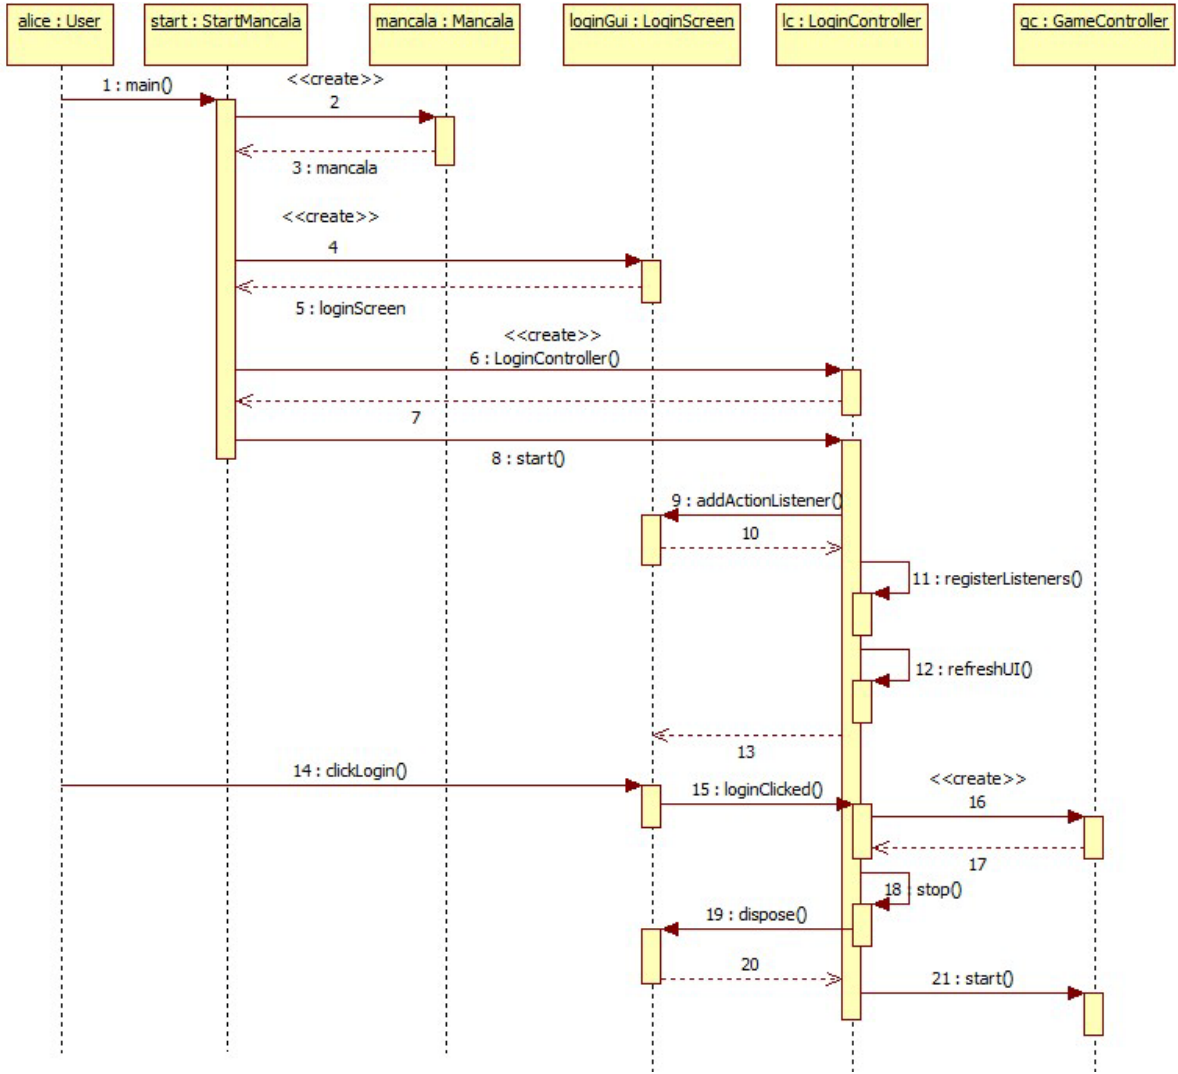 alice : User
start : StartMancala
mancala : Mancala
loginGui : LoginScreen
lc : LoginController
gc : GameController
1 : main()
<<create>>
2
3 : mancala
<<create>>
4
5 : loginScreen
<<create>>
6 : LoginController()
7
8 : start()
9 : addActionListener()
10
11 : registerListeners()
12 : refreshUI()
13
14 : clickLogin()
15 : loginClicked()
<<create>>
16
17
18 : stop()
19 : dispose()
20
21 : start()